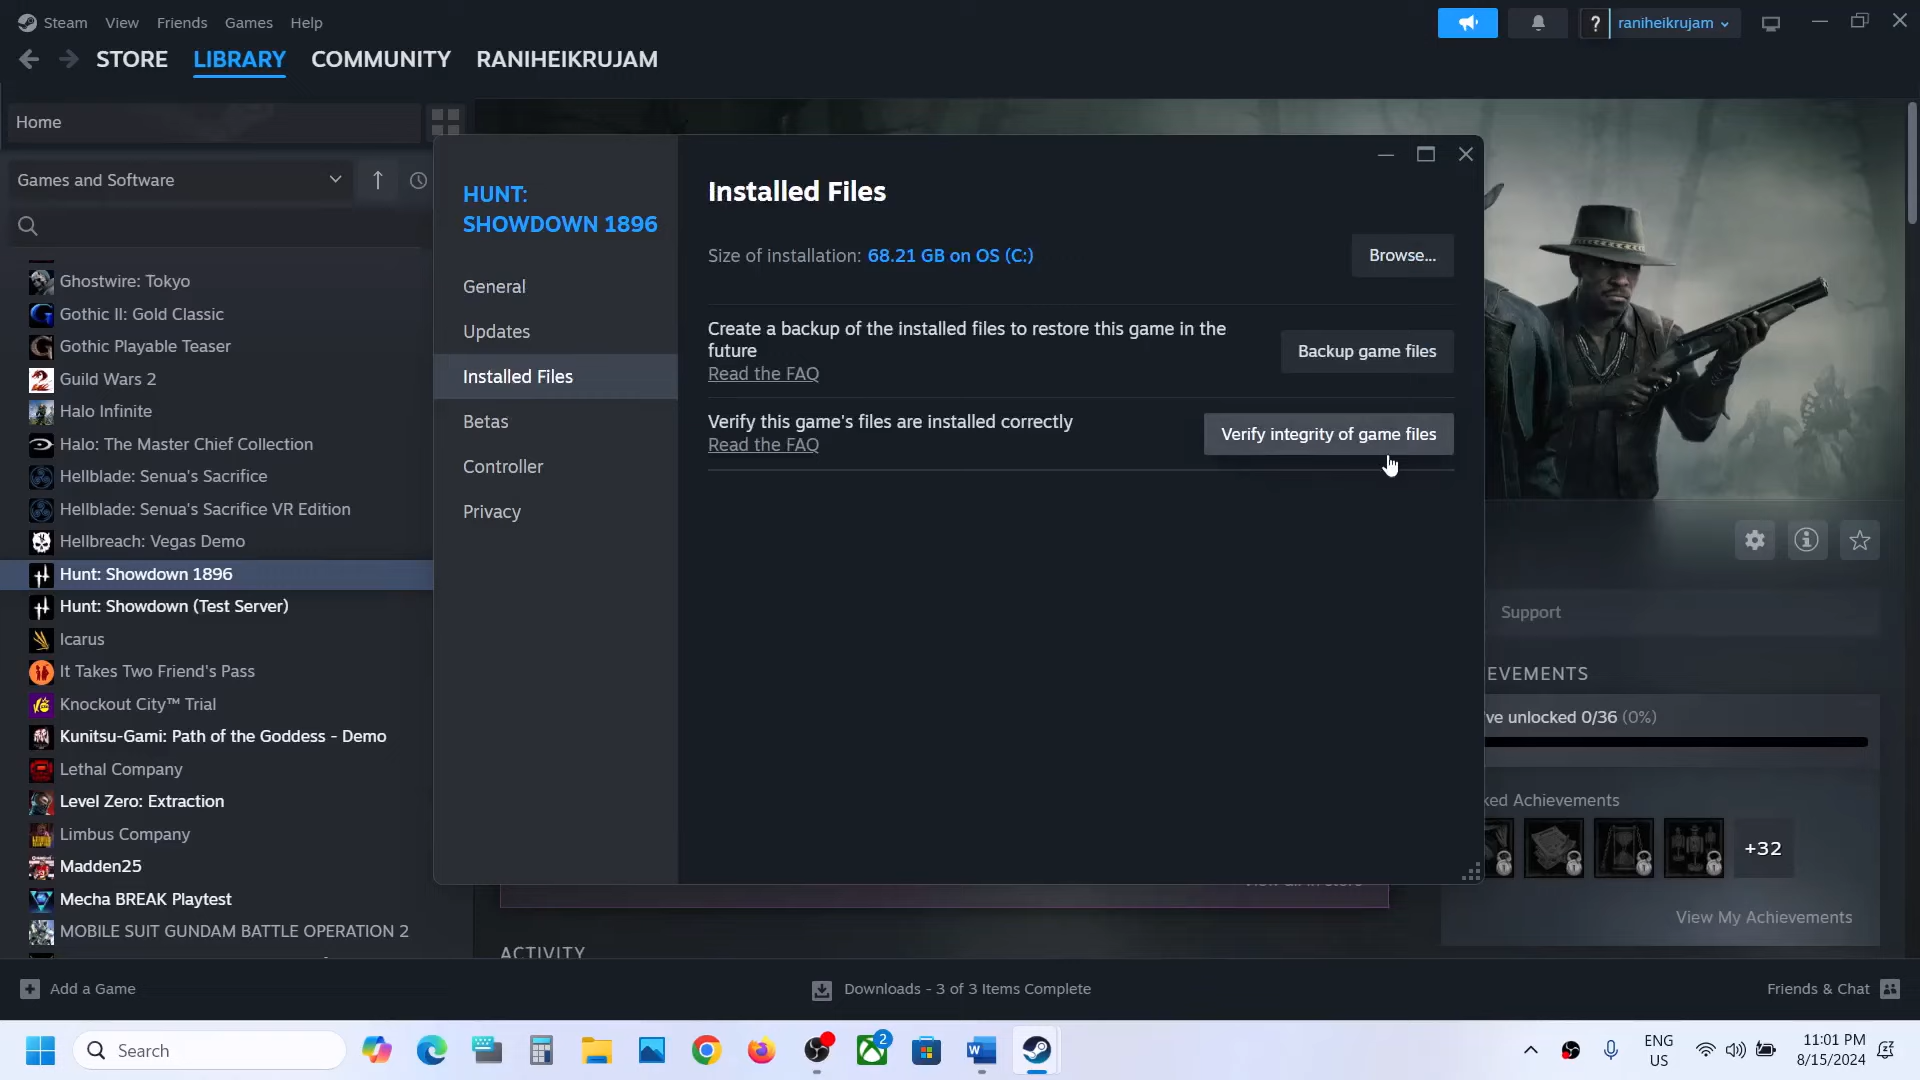 Steam View Friends Games Help
? raniheikrujam
STORE LIBRARY COMMUNITY RANIHEIKRUJAM
Home
Games and Software
Ghostwire: Tokyo
Gothic II: Gold Classic
Gothic Playable Teaser
Guild Wars 2
Halo Infinite
Halo: The Master Chief Collection
Hellblade: Senua's Sacrifice
Hellblade: Senua's Sacrifice VR Edition
Hellbreach: Vegas Demo
Hunt: Showdown 1896
Hunt: Showdown (Test Server)
Icarus
It Takes Two Friend's Pass
Knockout City™ Trial
Kunitsu-Gami: Path of the Goddess - Demo
Lethal Company
Level Zero: Extraction
Limbus Company
Madden25
Mecha BREAK Playtest
MOBILE SUIT GUNDAM BATTLE OPERATION 2
HUNT:
SHOWDOWN 1896
General
Updates
Installed Files
Betas
Controller
Privacy
Installed Files
Size of installation: 68.21 GB on OS (C:)
Browse...
Create a backup of the installed files to restore this game in the
future
Read the FAQ
Backup game files
Verify this game's files are installed correctly
Read the FAQ
Verify integrity of game files
Support
EVEMENTS
've unlocked 0/36 (0%)
ked Achievements
+32
View My Achievements
ACTIVITY
Add a Game
Downloads - 3 of 3 Items Complete
Friends & Chat
Search
2
ENG
US
11:01 PM
8/15/2024